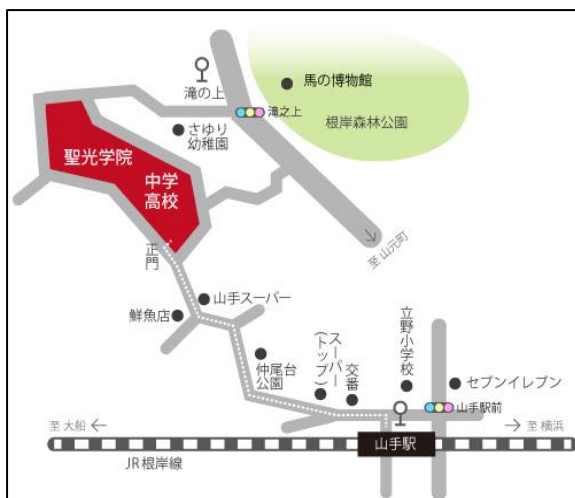 馬の博物館
滝の上
滝之上
根岸森林公園
さゆり
幼稚園
聖光学院
中学
高校
至 山元町
正門
山手スーパー
鮮魚店
立野小学校
スーパー
(トップ)
交番
仲尾台
公園
セブンイレブン
山手駅前
至 大船
至 横浜
山手駅
JR根岸線